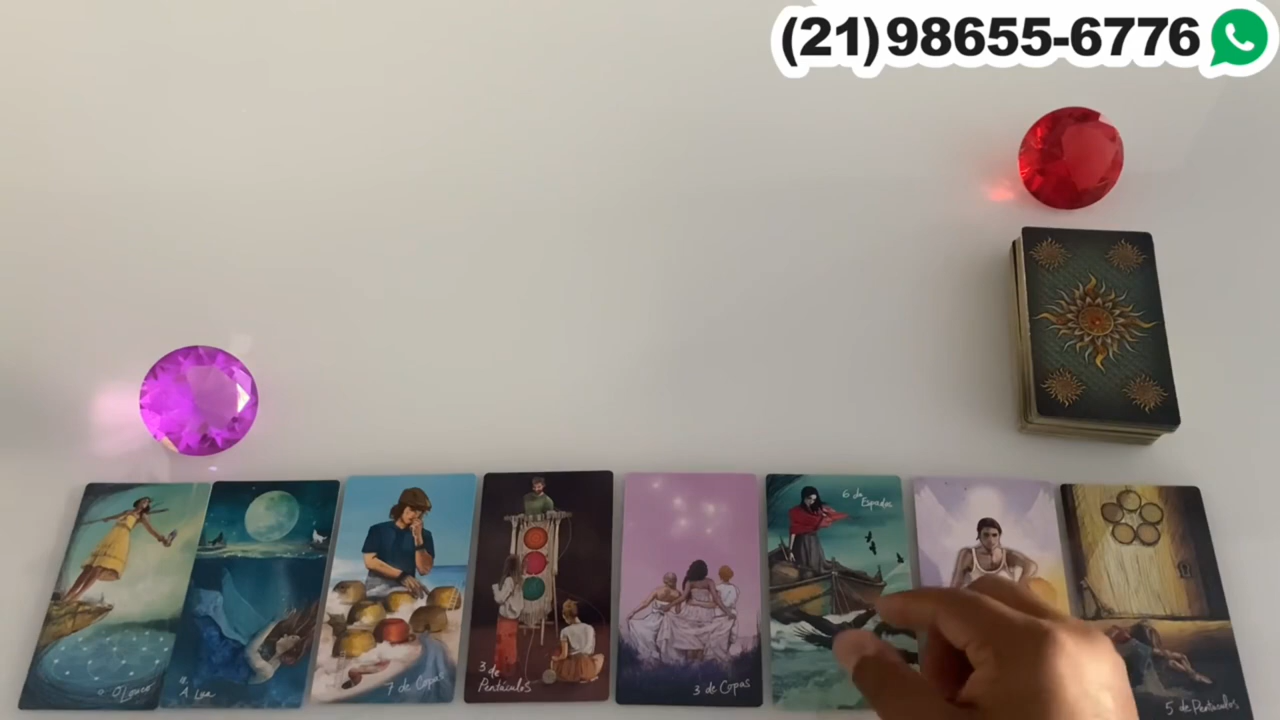 (21)98655-6776
O Louco
A Lua
7 de Copas
3 de
Pentáculos
3 de Copas
6 de
Espadas
5 de Pentáculos